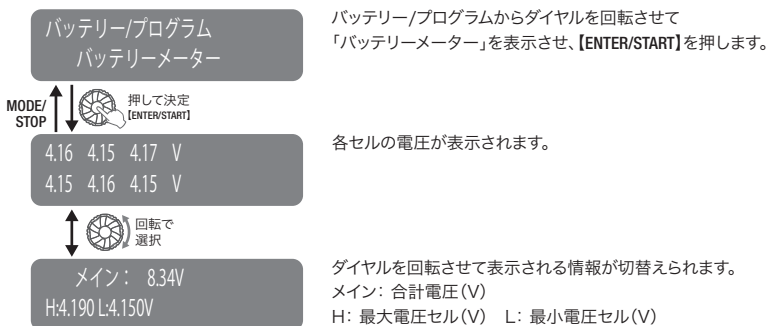 バッテリー/プログラム
バッテリーメーター
バッテリー/プログラムからダイヤルを回転させて
「バッテリーメーター」を表示させ、【ENTER/START】を押します。
MODE/
STOP
押して決定
【ENTER/START】
4.16 4.15 4.17 V
4.15 4.16 4.15 V
各セルの電圧が表示されます。
回転で
選択
メイン： 8.34V
H:4.190 L:4.150V
ダイヤルを回転させて表示される情報が切替えられます。
メイン： 合計電圧（V）
H： 最大電圧セル（V） L： 最小電圧セル（V）